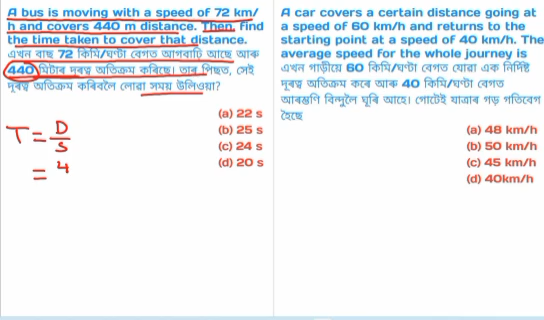 A bus is moving with a speed of 72 km/
h and covers 440 m distance. Then, Find
the time taken to cover that distance.
এখন বাছ 72 কিমি/ঘণ্টা বেগত আগবাঢ়ি আছে আৰু
440 মিটাৰ দূৰত্ব অতিক্ৰম কৰিছে। তাৰ পিছত, সেই
দূৰত্ব অতিক্ৰম কৰিবলৈ লোৱা সময় উলিওৱা?
(a) 22 s
(b) 25 s
(c) 24 s
(d) 20 s
T = D
S
= 4
A car covers a certain distance going at
a speed of 60 km/h and returns to the
starting point at a speed of 40 km/h. The
average speed for the whole journey is
এখন গাড়ীয়ে 60 কিমি/ঘণ্টা বেগত যোৱা এক নিৰ্দিষ্ট
দূৰত্ব অতিক্ৰম কৰে আৰু 40 কিমি/ঘণ্টা বেগত
আৰম্ভণি বিন্দুলৈ ঘূৰি আহে। গোটেই যাত্ৰাৰ গড় গতিবেগ
হৈছে
(a) 48 km/h
(b) 50 km/h
(c) 45 km/h
(d) 40km/h